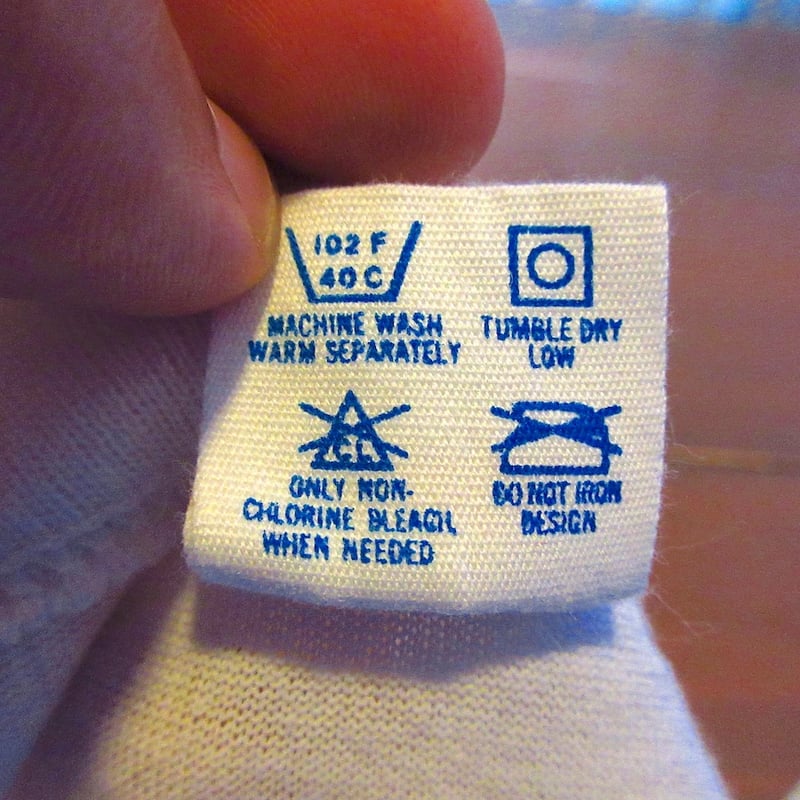 102 F
40 C
MACHINE WASH
WARM SEPARATELY
TUMBLE DRY
LOW
CL
ONLY NON-
CHLORINE BLEACH
WHEN NEEDED
DO NOT IRON
DESIGN